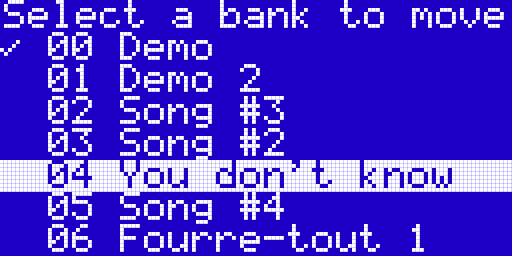 Select a bank to move
✓ 00 Demo
01 Demo 2
02 Song #3
03 Song #2
04 You don't know
05 Song #4
06 Fourre-tout 1